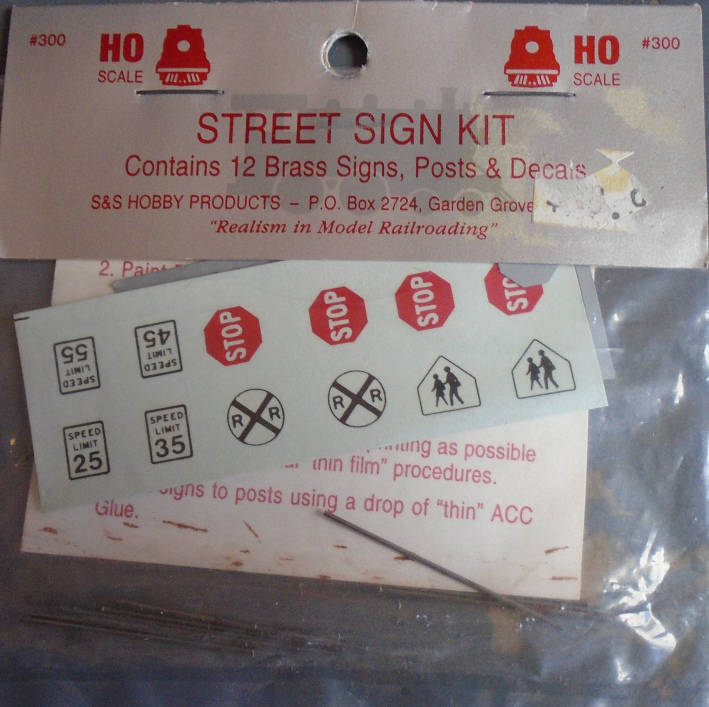 #300 HO SCALE HO SCALE #300
STREET SIGN KIT
Contains 12 Brass Signs, Posts & Decals
S&S HOBBY PRODUCTS – P.O. Box 2724, Garden Grove
"Realism in Model Railroading"
2. Paint
STOP STOP STOP STOP
SPEED LIMIT 55
SPEED LIMIT 45
R R
R R
SPEED LIMIT 25
SPEED LIMIT 35
as possible
"thin film" procedures.
signs to posts using a drop of "thin" ACC
Glue.